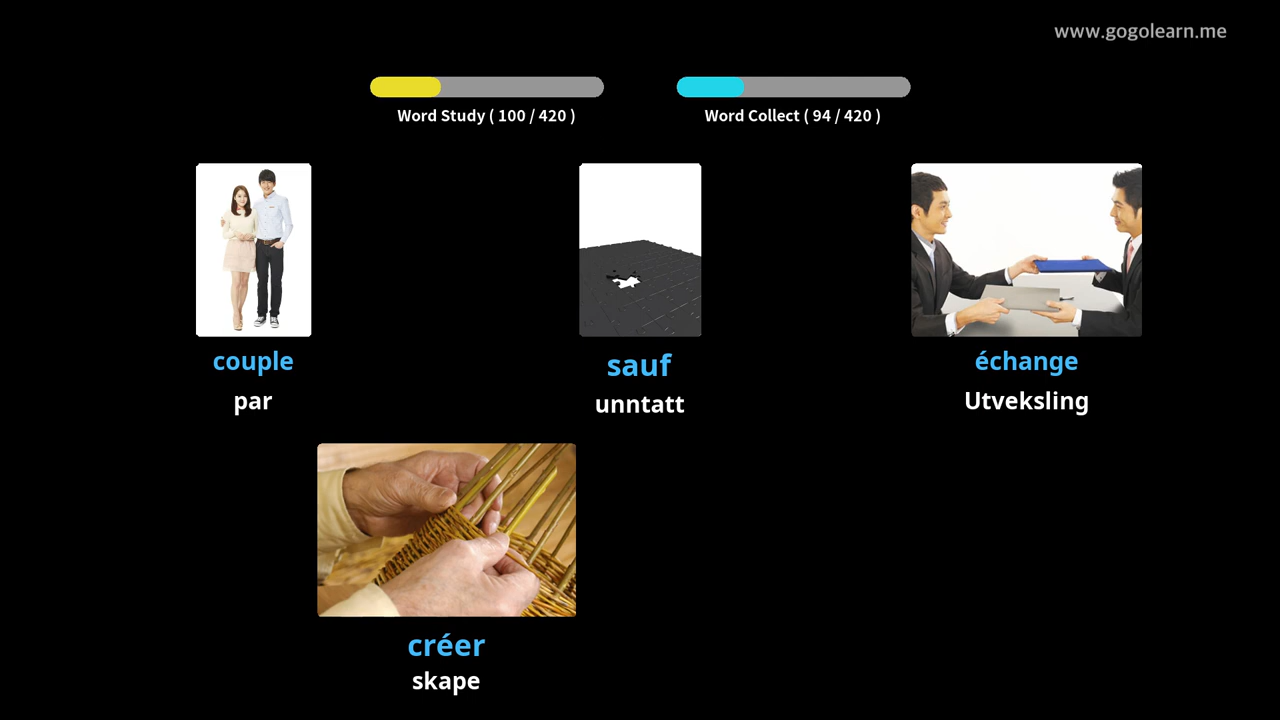 www.gogolearn.me
Word Study ( 100 / 420 )
Word Collect ( 94 / 420 )
couple
par
sauf
unntatt
échange
Utveksling
créer
skape